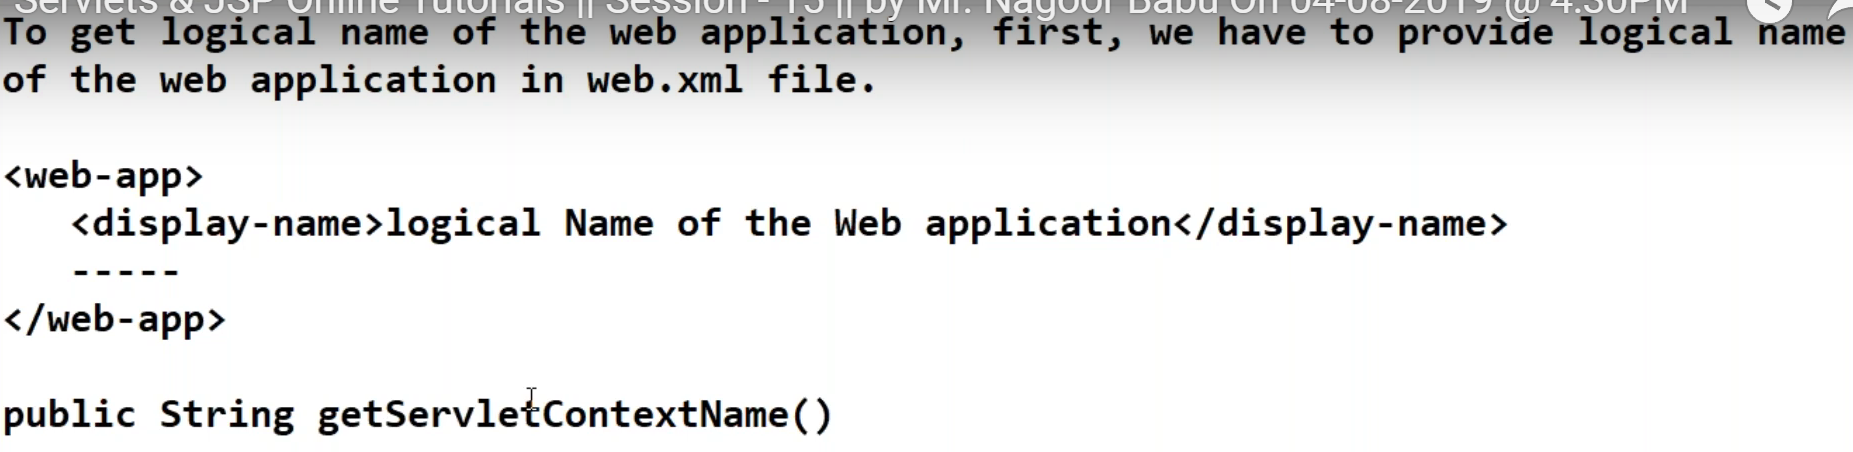 Servlets & JSP Online Tutorials || Session - 15 || by Mr. Nagoor Babu On 04-08-2019 @ 4.30PM
To get logical name of the web application, first, we have to provide logical name
of the web application in web.xml file.
<web-app>
<display-name>logical Name of the Web application</display-name>
-----
</web-app>
public String getServletContextName()